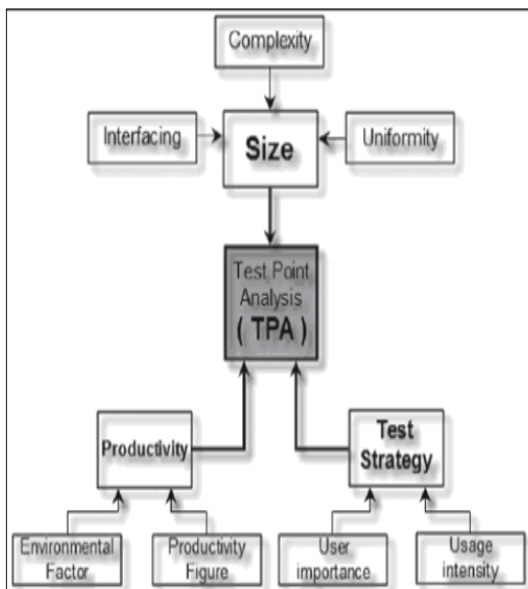 Complexity
Interfacing
Size
Uniformity
Test Point
Analysis
( TPA )
Productivity
Test
Strategy
Environmental
Factor
Productivity
Figure
User
importance
Usage
intensity